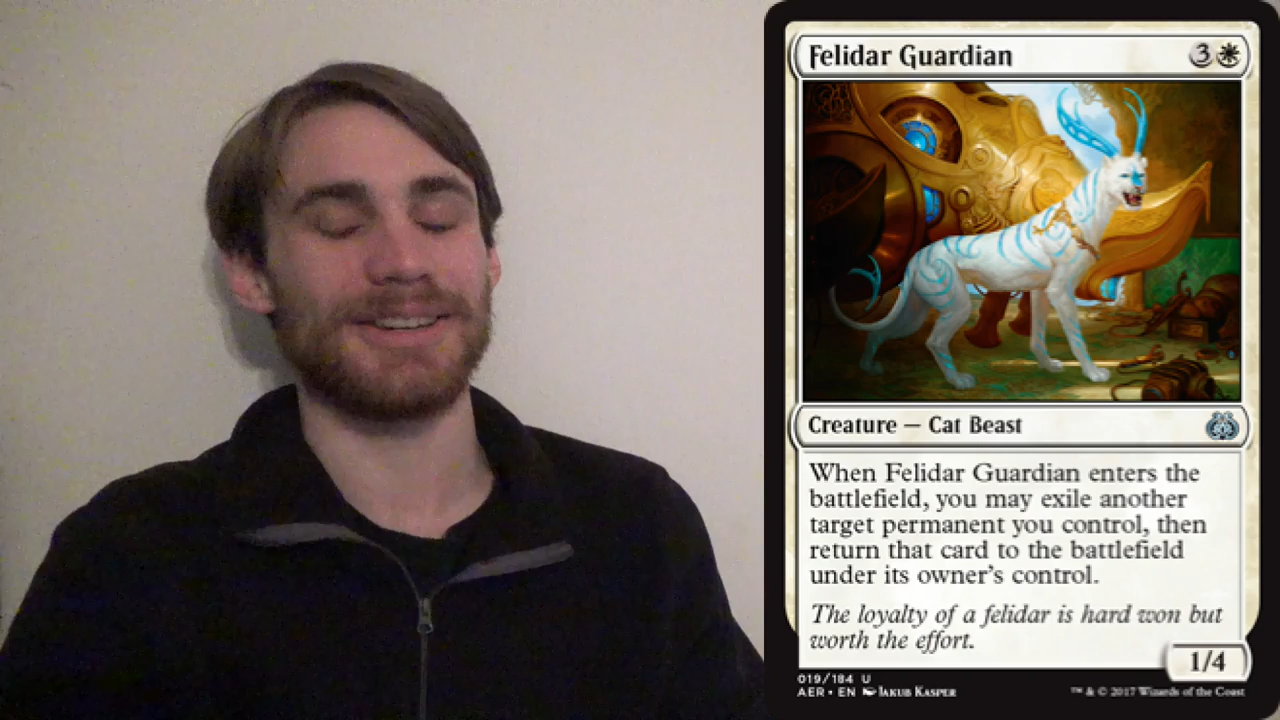 Felidar Guardian 3
Creature — Cat Beast
When Felidar Guardian enters the
battlefield, you may exile another
target permanent you control, then
return that card to the battlefield
under its owner's control.
The loyalty of a felidar is hard won but
worth the effort.
1/4
019/184 U
AER • EN Jakub Kasper
™ & © 2017 Wizards of the Coast